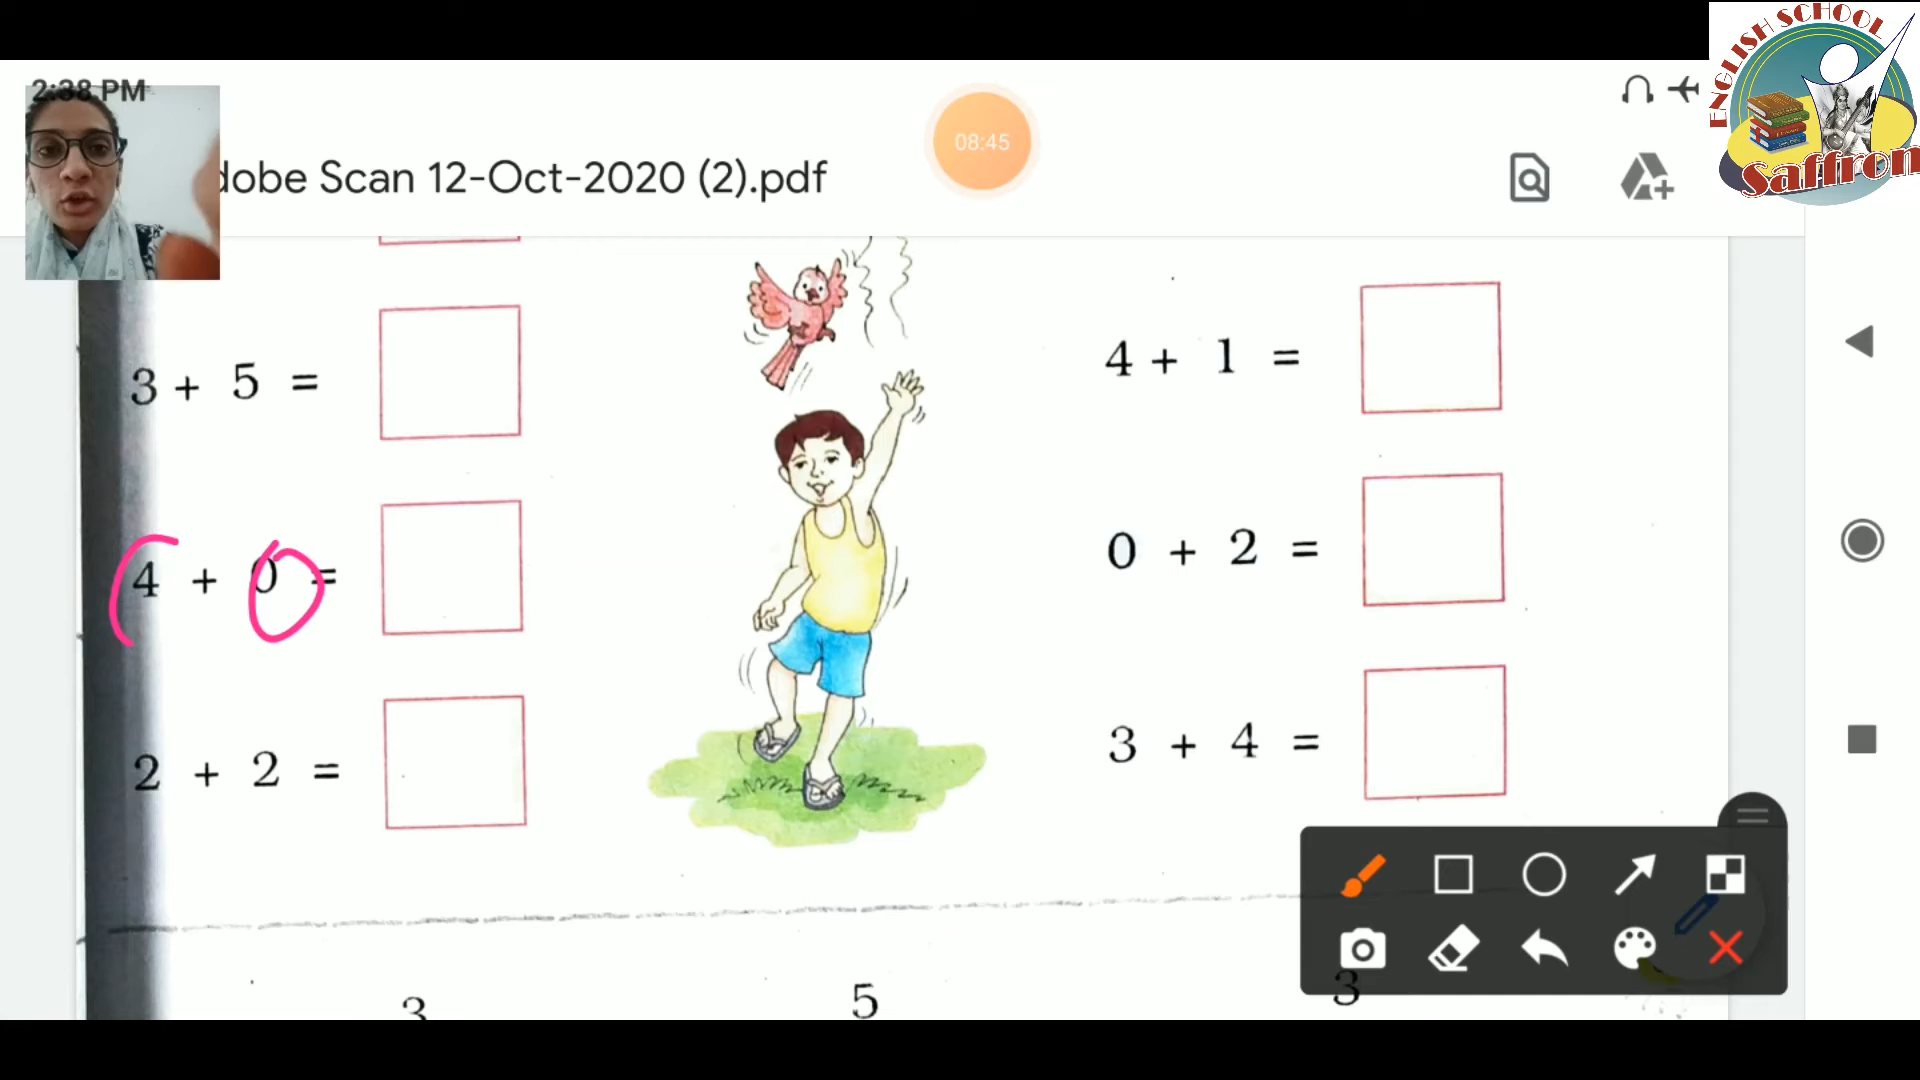 2:38 PM
dobe Scan 12-Oct-2020 (2).pdf
08:45
ENGLISH SCHOOL
Saffron
3 + 5 =
4 + 0 =
2 + 2 =
4 + 1 =
0 + 2 =
3 + 4 =
3
5
3